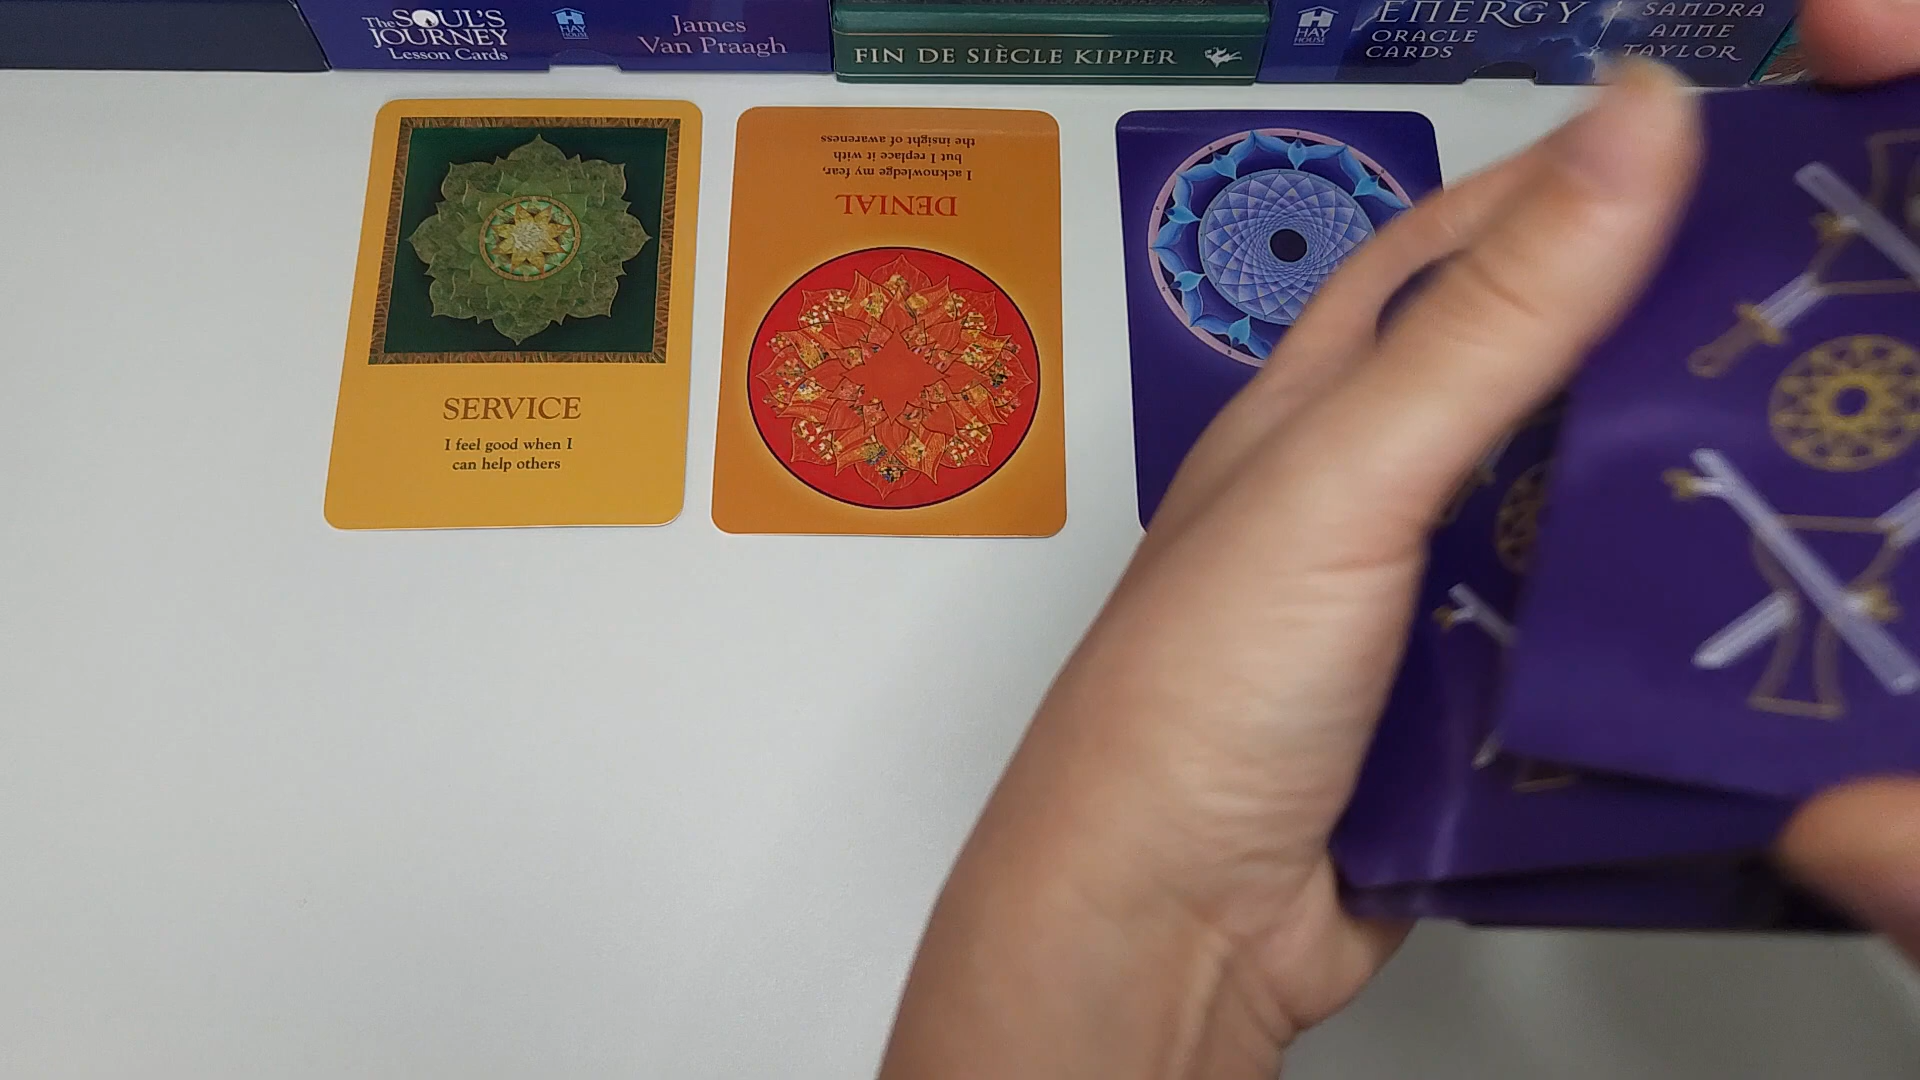 The SOUL'S
JOURNEY
Lesson Cards
HAY
HOUSE
James
Van Praagh
FIN DE SIÈCLE KIPPER
HAY
HOUSE
ENERGY
ORACLE
CARDS
SANDRA
ANNE
TAYLOR
SERVICE
I feel good when I
can help others
DENIAL
I acknowledge my fear,
but I replace it with
the insight of awareness